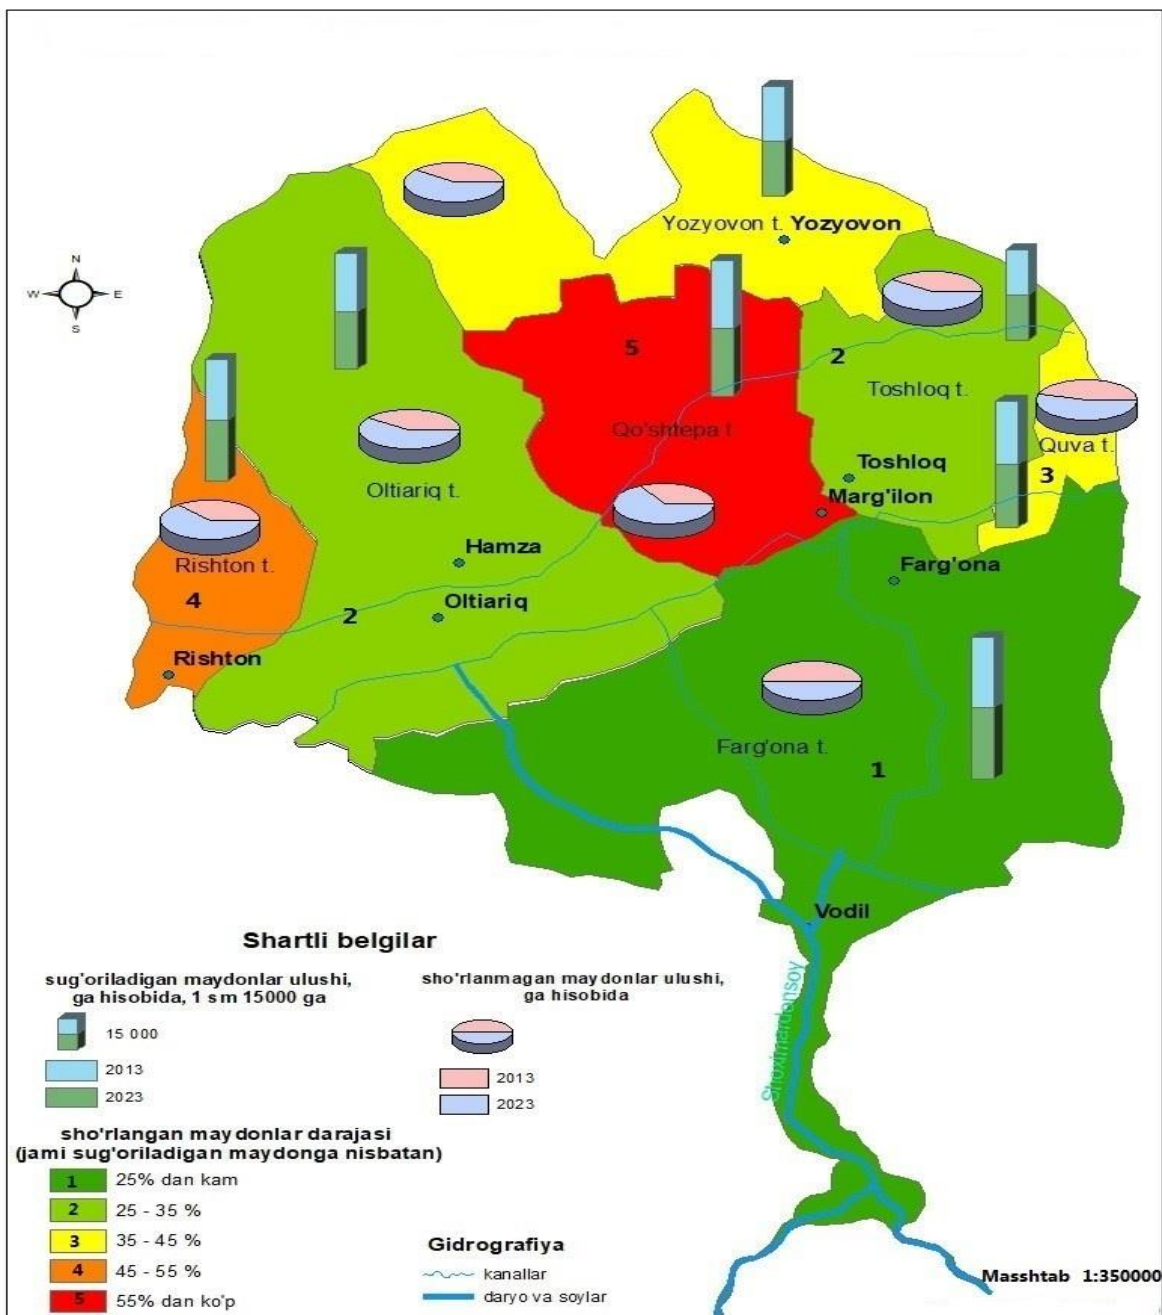 Yozyovon t. Yozyovon
N
W E
S
5
2
Toshloq t.
Qo'shtepa t
Quva t.
Toshloq
3
Oltiariq t.
Marg'ilon
Hamza
Farg'ona
Rishton t.
4
Oltiariq
2
Rishton
Farg'ona t.
1
Vodil
Shoximardonsoy
Shartli belgilar
sug'oriladigan maydonlar ulushi,
ga hisobida, 1 sm 15000 ga
15 000
2013
2023
sho'rlanmagan maydonlar ulushi,
ga hisobida
2013
2023
sho'rlangan maydonlar darajasi
(jami sug'oriladigan maydonga nisbatan)
1 25% dan kam
2 25 - 35 %
3 35 - 45 %
4 45 - 55 %
5 55% dan ko'p
Gidrografiya
kanallar
daryo va soylar
Masshtab 1:350000